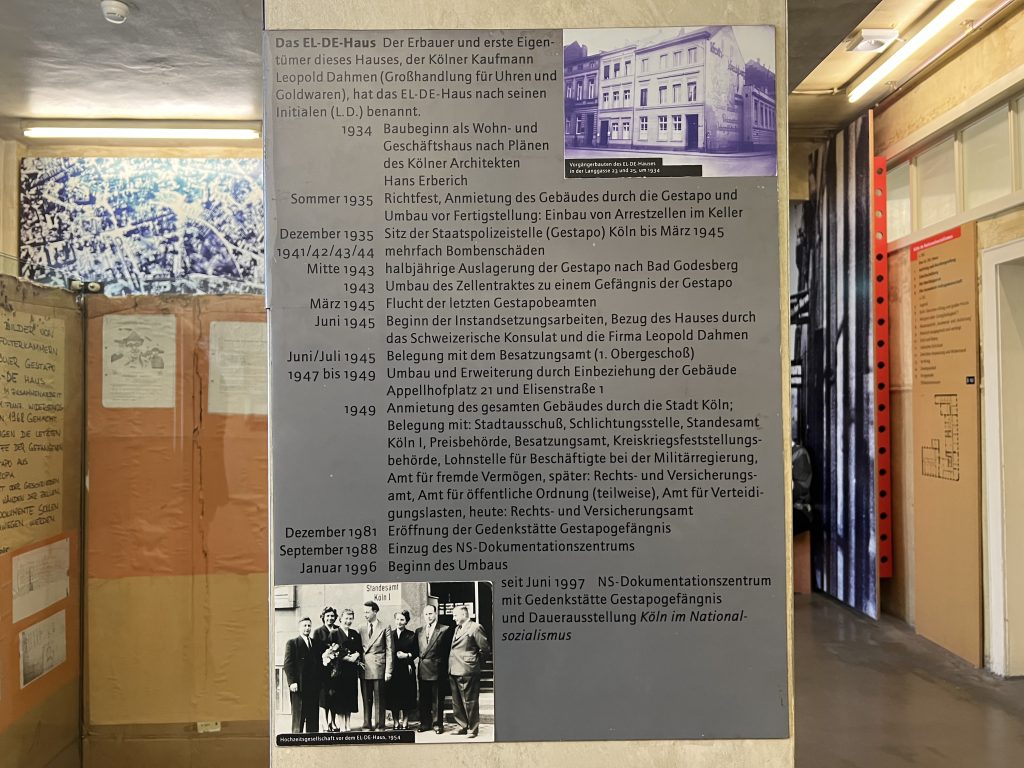 Das EL-DE-Haus Der Erbauer und erste Eigen-
tümer dieses Hauses, der Kölner Kaufmann
Leopold Dahmen (Großhandlung für Uhren und
Goldwaren), hat das EL-DE-Haus nach seinen
Initialen (L.D.) benannt.
1934 Baubeginn als Wohn- und
Geschäftshaus nach Plänen
des Kölner Architekten
Hans Erberich
Vorgängerbauten des EL-DE-Hauses
in der Langgasse 23 und 25, um 1934
Sommer 1935 Richtfest, Anmietung des Gebäudes durch die Gestapo und
Umbau vor Fertigstellung: Einbau von Arrestzellen im Keller
Dezember 1935 Sitz der Staatspolizeistelle (Gestapo) Köln bis März 1945
1941/42/43/44 mehrfach Bombenschäden
Mitte 1943 halbjährige Auslagerung der Gestapo nach Bad Godesberg
1943 Umbau des Zellentraktes zu einem Gefängnis der Gestapo
März 1945 Flucht der letzten Gestapobeamten
Juni 1945 Beginn der Instandsetzungsarbeiten, Bezug des Hauses durch
das Schweizerische Konsulat und die Firma Leopold Dahmen
Juni/Juli 1945 Belegung mit dem Besatzungsamt (1. Obergeschoß)
1947 bis 1949 Umbau und Erweiterung durch Einbeziehung der Gebäude
Appellhofplatz 21 und Elisenstraße 1
1949 Anmietung des gesamten Gebäudes durch die Stadt Köln;
Belegung mit: Stadtausschuß, Schlichtungsstelle, Standesamt
Köln I, Preisbehörde, Besatzungsamt, Kreiskriegsfeststellungs-
behörde, Lohnstelle für Beschäftigte bei der Militärregierung,
Amt für fremde Vermögen, später: Rechts- und Versicherungs-
amt, Amt für öffentliche Ordnung (teilweise), Amt für Verteidi-
gungslasten, heute: Rechts- und Versicherungsamt
Dezember 1981 Eröffnung der Gedenkstätte Gestapogefängnis
September 1988 Einzug des NS-Dokumentationszentrums
Januar 1996 Beginn des Umbaus
seit Juni 1997 NS-Dokumentationszentrum
mit Gedenkstätte Gestapogefängnis
und Dauerausstellung Köln im National-
sozialismus
Standesamt
Köln I
Hochzeitsgesellschaft vor dem EL-DE-Haus, 1954
BILDER VON
FOLTERKAMMERN
GESTAPO
DE HAUS